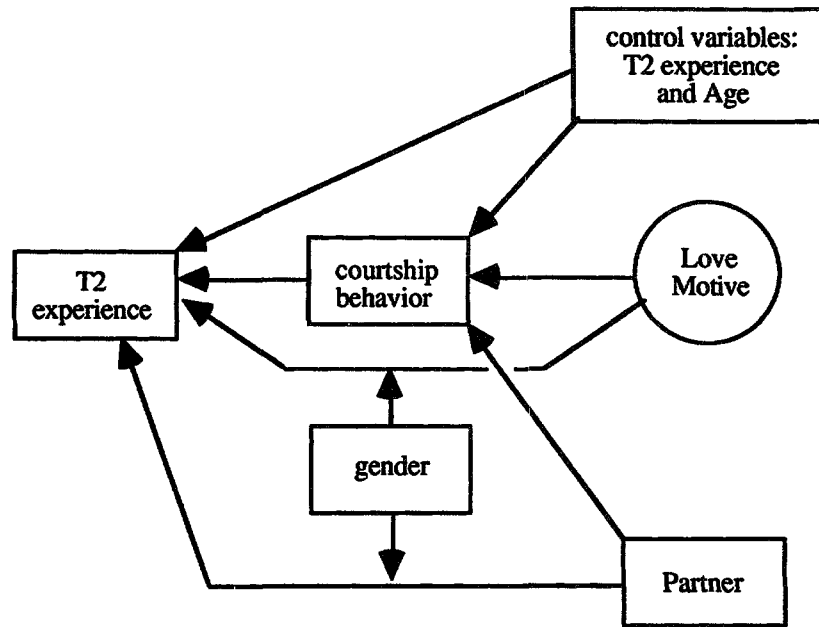 control variables:
T2 experience
and Age
T2
experience
courtship
behavior
Love
Motive
gender
Partner